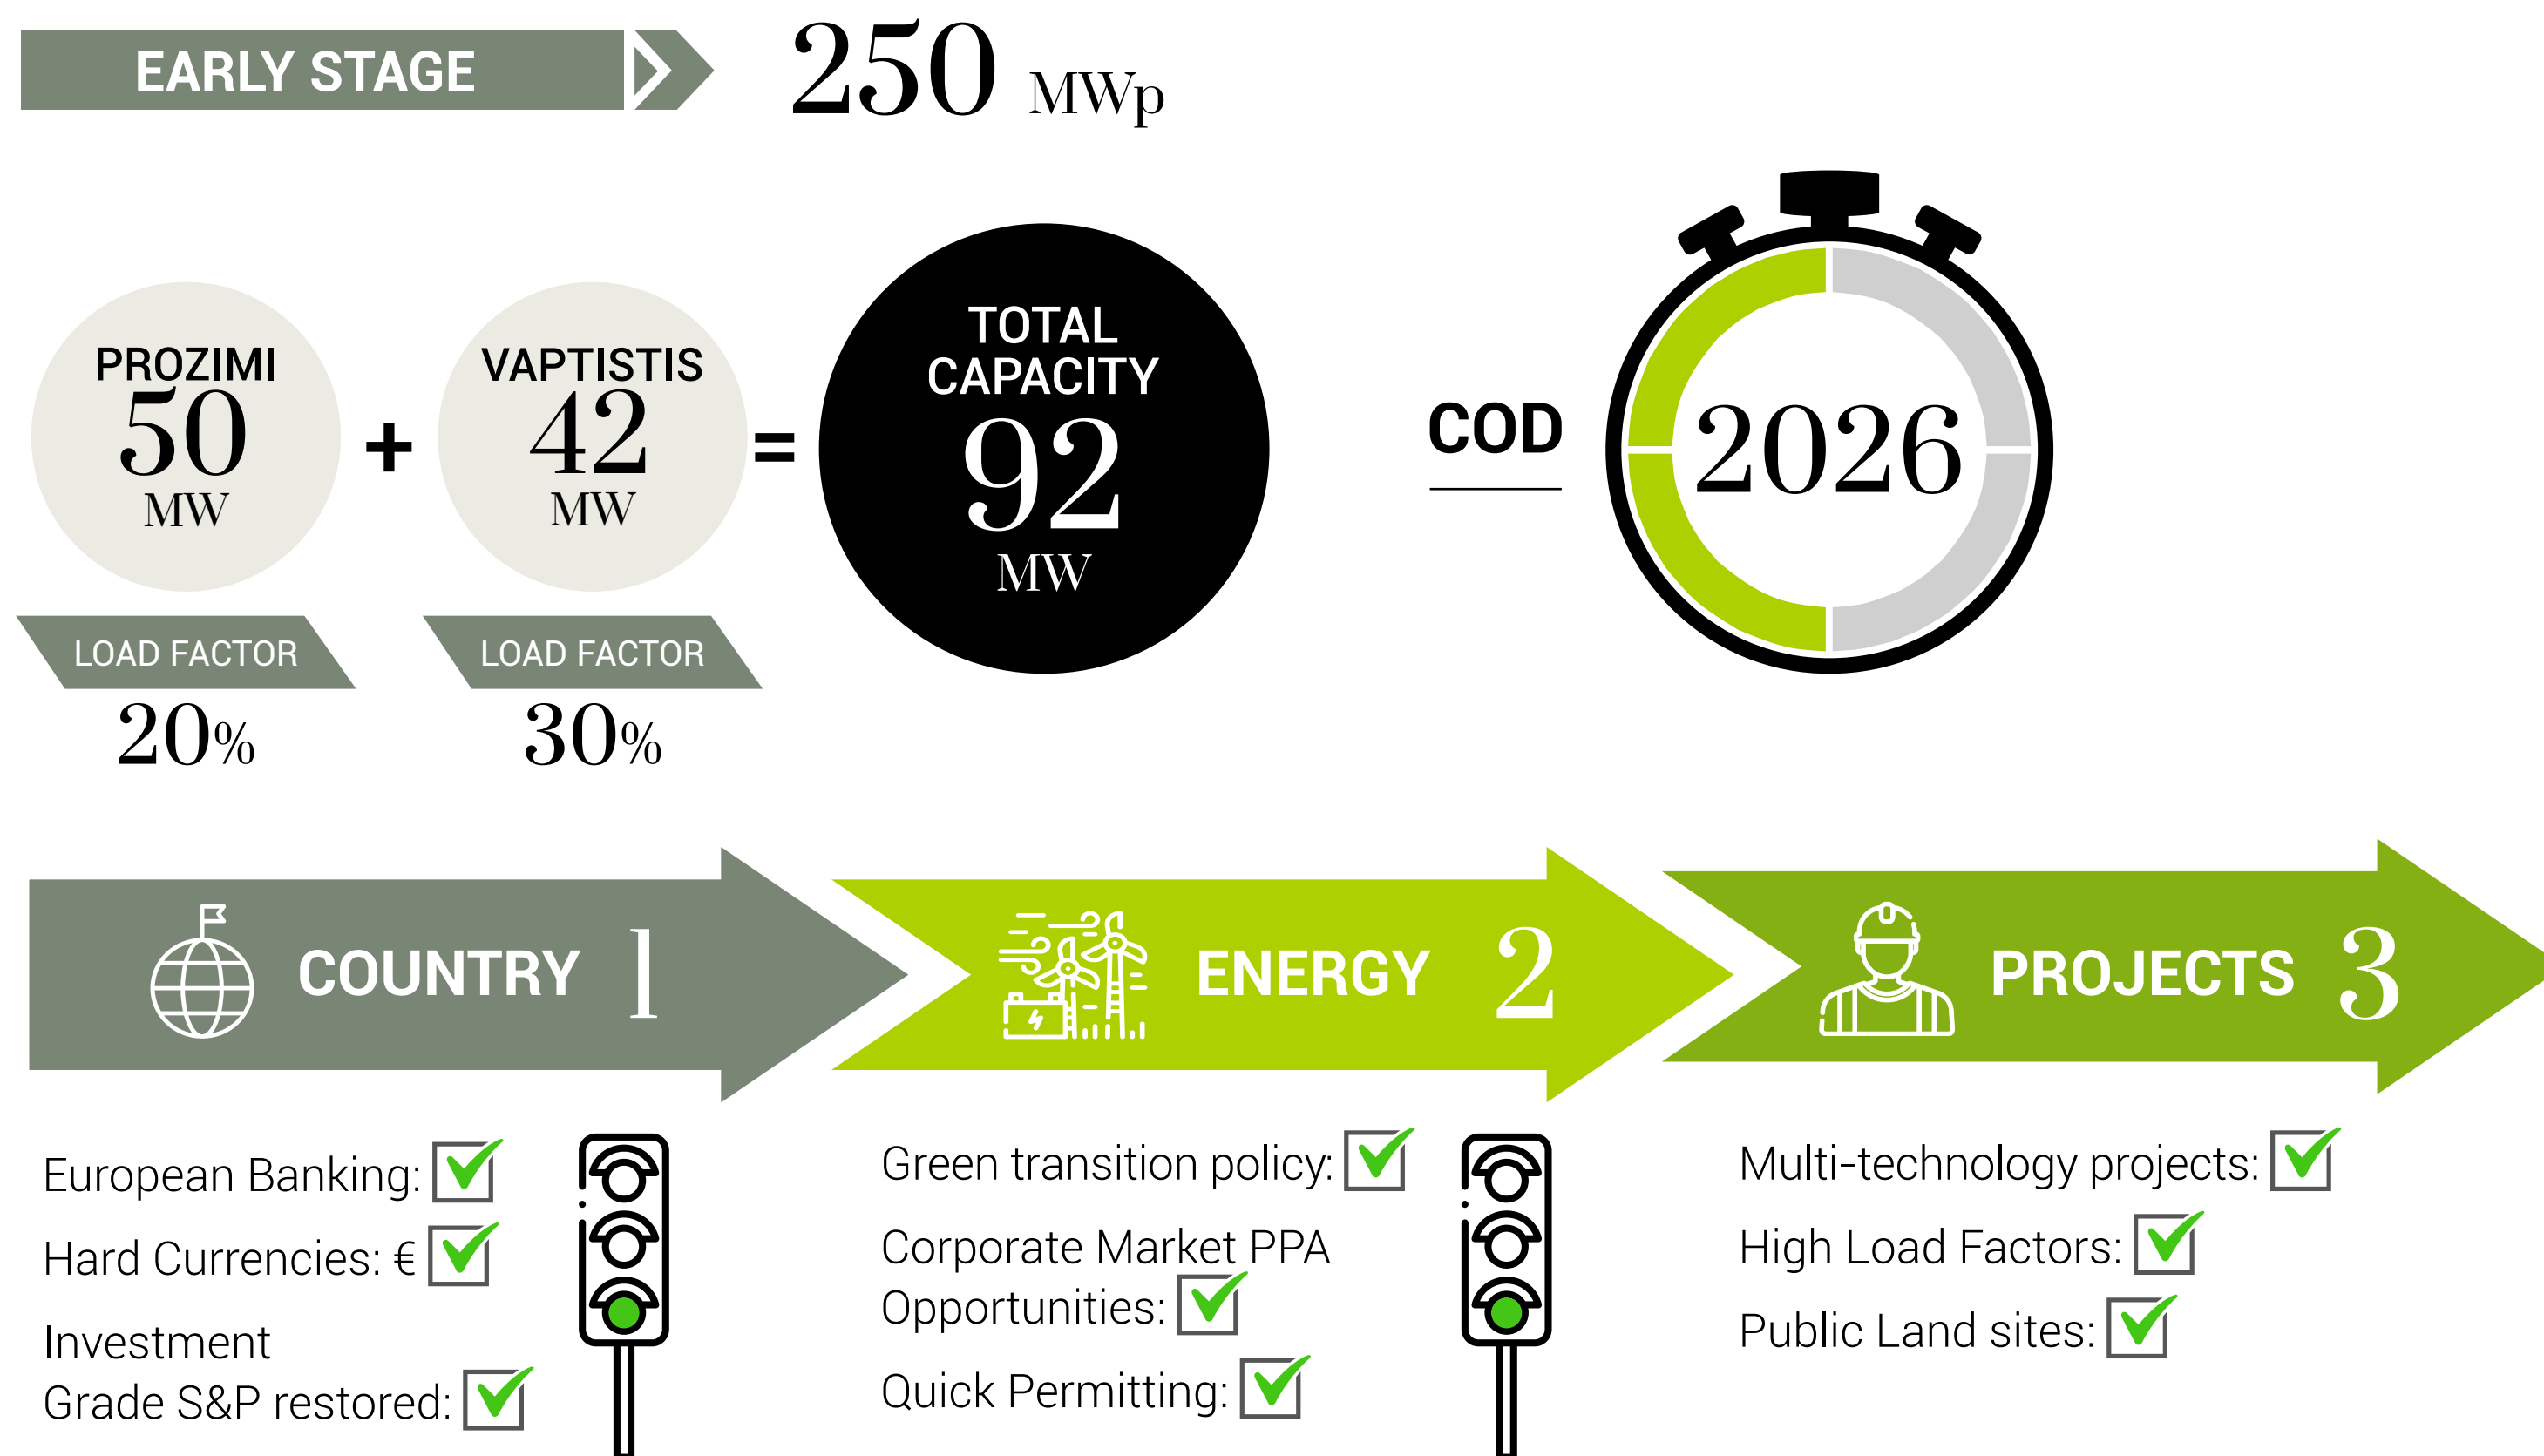 EARLY STAGE
250 MWp
PROZIMI
50
MW
+
VAPTISTIS
42
MW
=
TOTAL
CAPACITY
92
MW
COD
2026
LOAD FACTOR
20%
LOAD FACTOR
30%
COUNTRY 1
ENERGY 2
PROJECTS 3
European Banking:
Hard Currencies: €
Investment
Grade S&P restored:
Green transition policy:
Corporate Market PPA
Opportunities:
Quick Permitting:
Multi-technology projects:
High Load Factors:
Public Land sites: